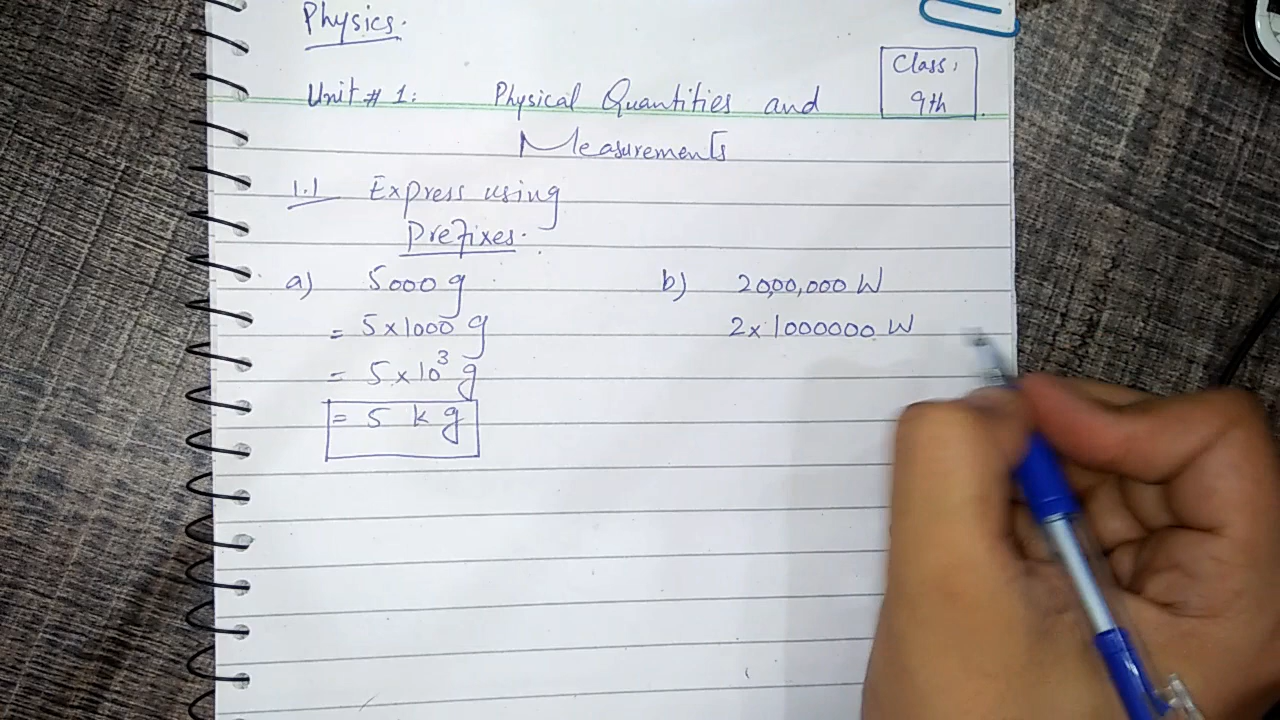 Physics.
Class:
9th
Unit # 1: Physical Quantities and
Measurements
1.1 Express using
Prefixes.
a) 5000 g
= 5×1000 g
= 5×10³ g
= 5 k g
b) 2000,000 W
2×1000000 W